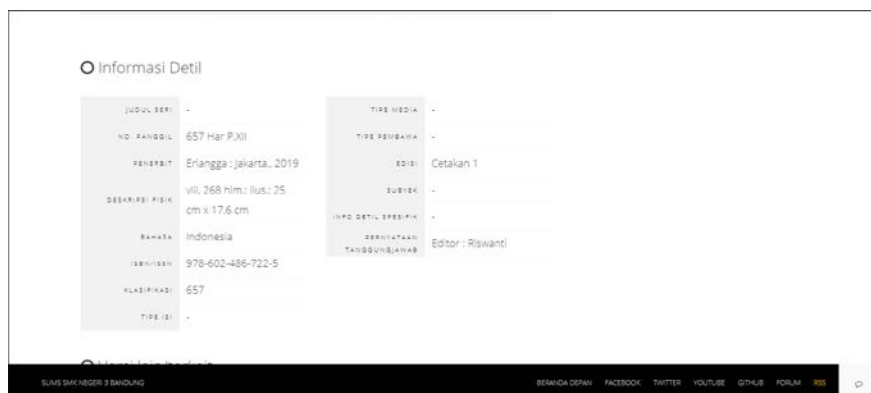 Informasi Detil
JUDUL SERI -
NO. PANGGIL 657 Har P.XII
PENERBIT Erlangga : Jakarta., 2019
DESKRIPSI FISIK viii, 268 hlm.: ilus.: 25
cm x 17,6 cm
BAHASA Indonesia
ISBN/ISSN 978-602-486-722-5
KLASIFIKASI 657
TIPE ISI -
TIPE MEDIA -
TIPE PEMBAWA -
EDISI Cetakan 1
SUBYEK -
INFO DETIL SPESIFIK -
PERNYATAAN
TANGGUNGJAWAB Editor : Riswanti
SLIMS SMK NEGERI 3 BANDUNG
BERANDA DEPAN FACEBOOK TWITTER YOUTUBE GITHUB FORUM RSS